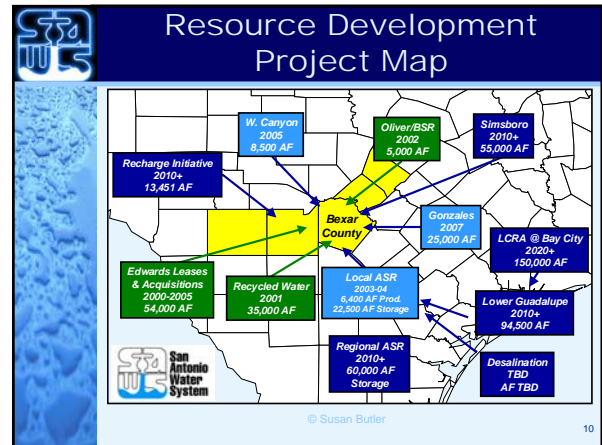 SAWS
Resource Development
Project Map
W. Canyon
2005
8,500 AF
Oliver/BSR
2002
5,000 AF
Simsboro
2010+
55,000 AF
Recharge Initiative
2010+
13,451 AF
Bexar
County
Gonzales
2007
25,000 AF
LCRA @ Bay City
2020+
150,000 AF
Edwards Leases
& Acquisitions
2000-2005
54,000 AF
Recycled Water
2001
35,000 AF
Local ASR
2003-04
6,400 AF Prod.
22,500 AF Storage
Lower Guadalupe
2010+
94,500 AF
Regional ASR
2010+
60,000 AF
Storage
Desalination
TBD
AF TBD
SAWS
San
Antonio
Water
System
© Susan Butler
10